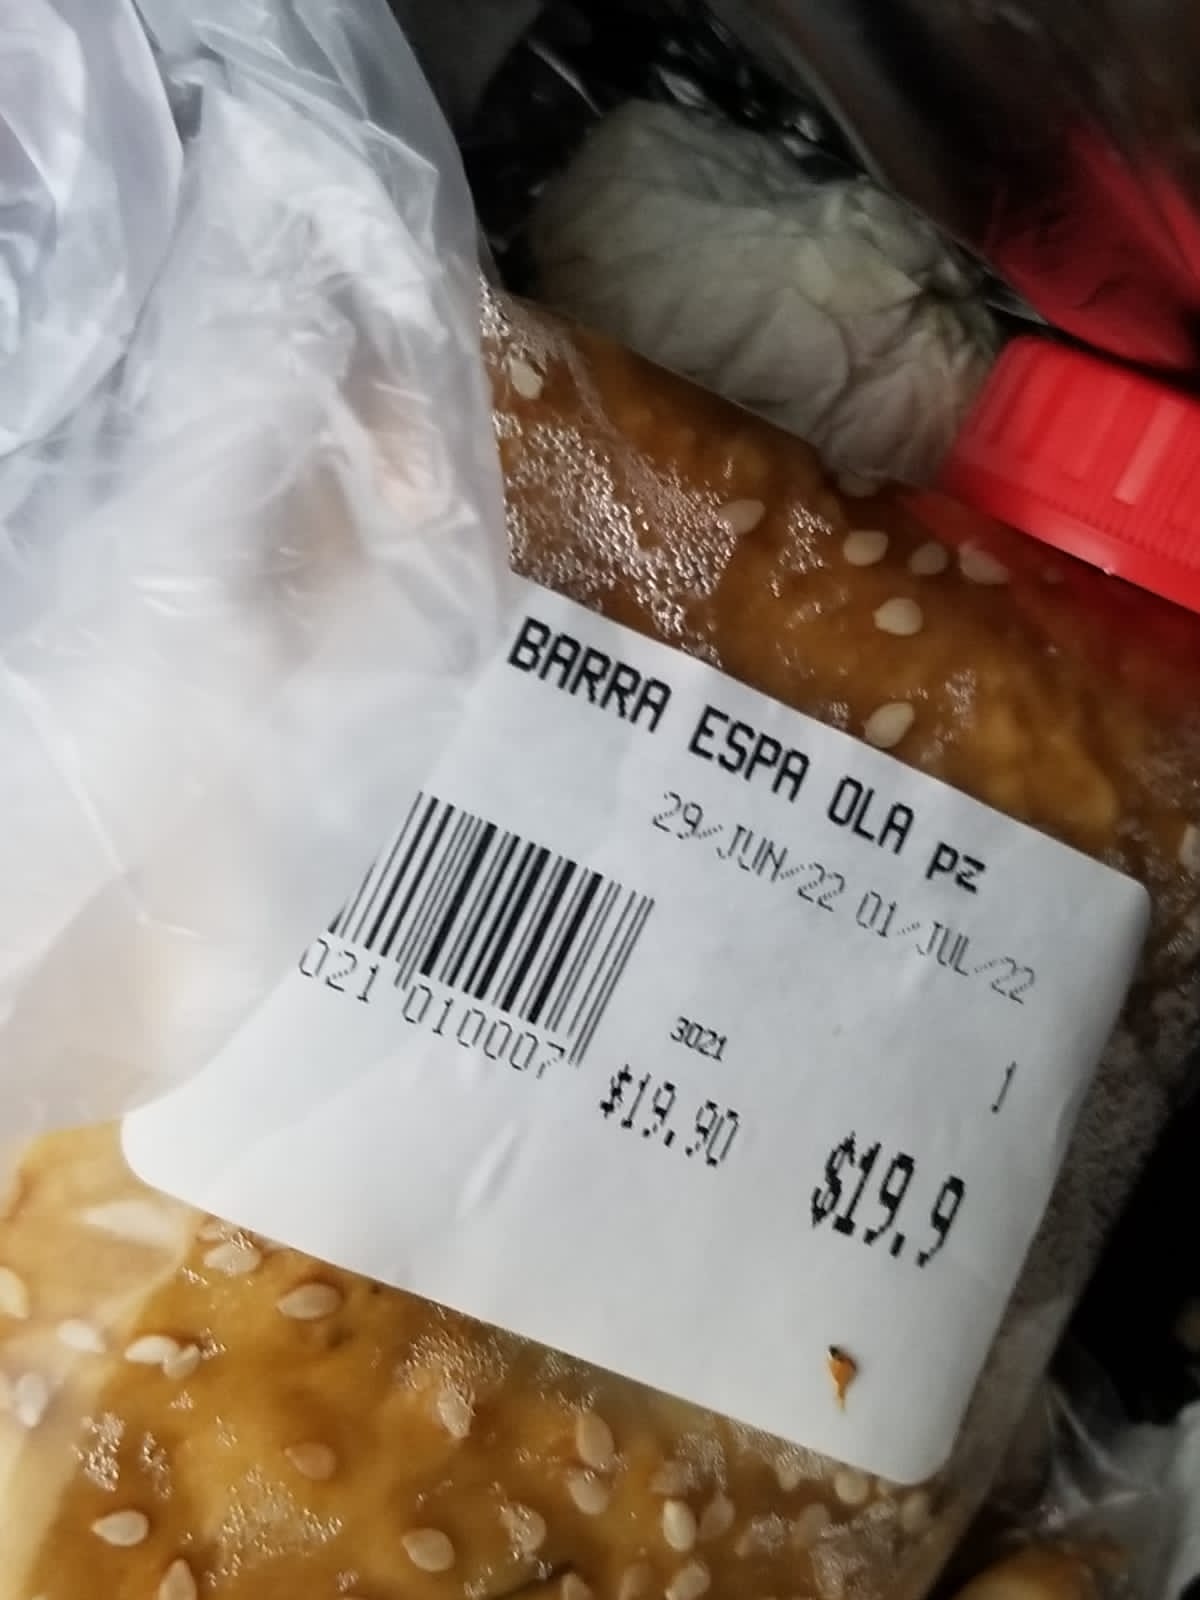 BARRA ESPA OLA pz
29/JUN/22 01/JUL/22
021 010007
3021
1
$19.90
$19.9